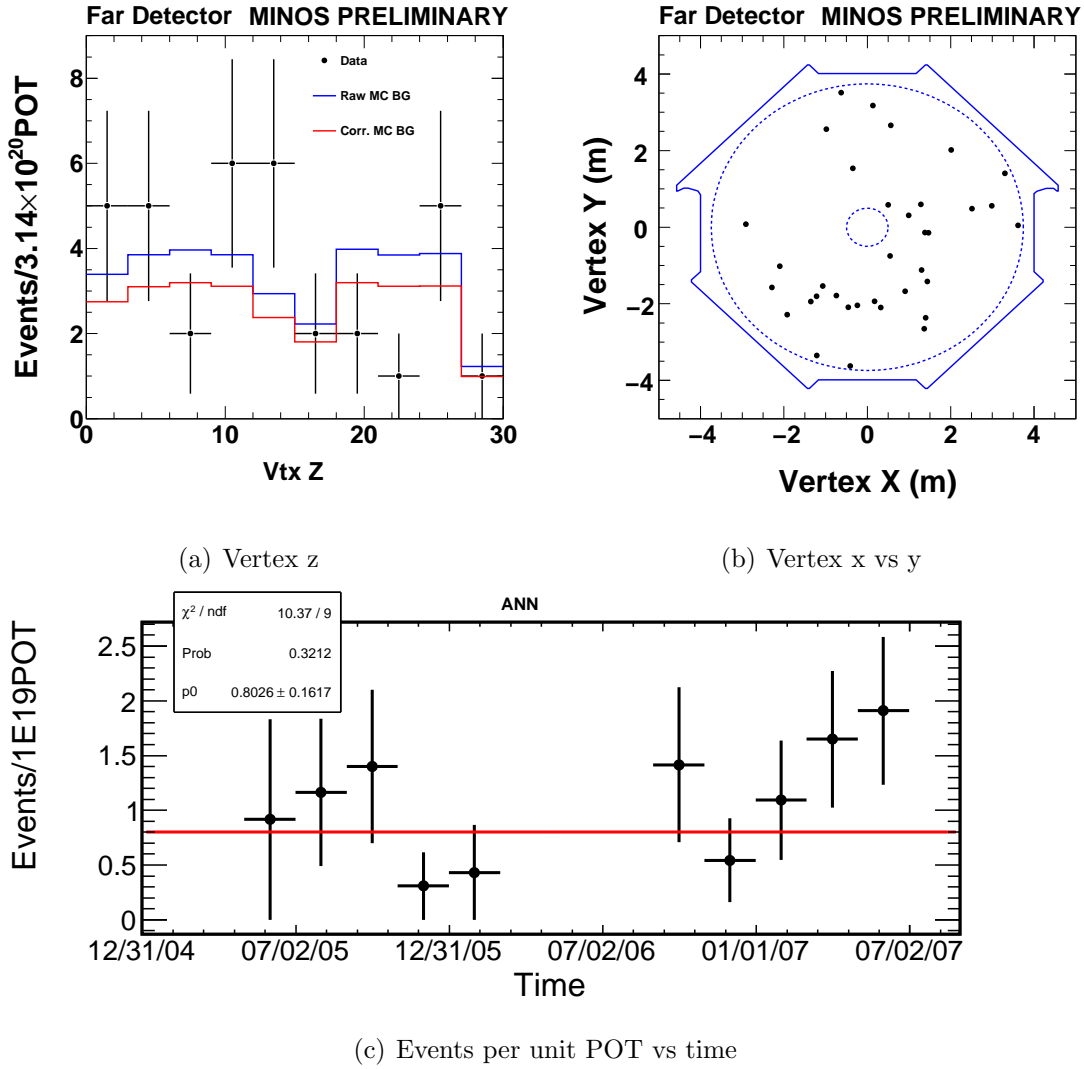 Far Detector MINOS PRELIMINARY
Events/3.14×10²⁰POT
8
6
4
2
0
Data
Raw MC BG
Corr. MC BG
0 10 20 30
Vtx Z
(a) Vertex z
Far Detector MINOS PRELIMINARY
Vertex Y (m)
4
2
0
−2
−4
−4 −2 0 2 4
Vertex X (m)
(b) Vertex x vs y
ANN
χ² / ndf 10.37 / 9
Prob 0.3212
p0 0.8026 ± 0.1617
Events/1E19POT
2.5
2
1.5
1
0.5
0
12/31/04 07/02/05 12/31/05 07/02/06 01/01/07 07/02/07
Time
(c) Events per unit POT vs time